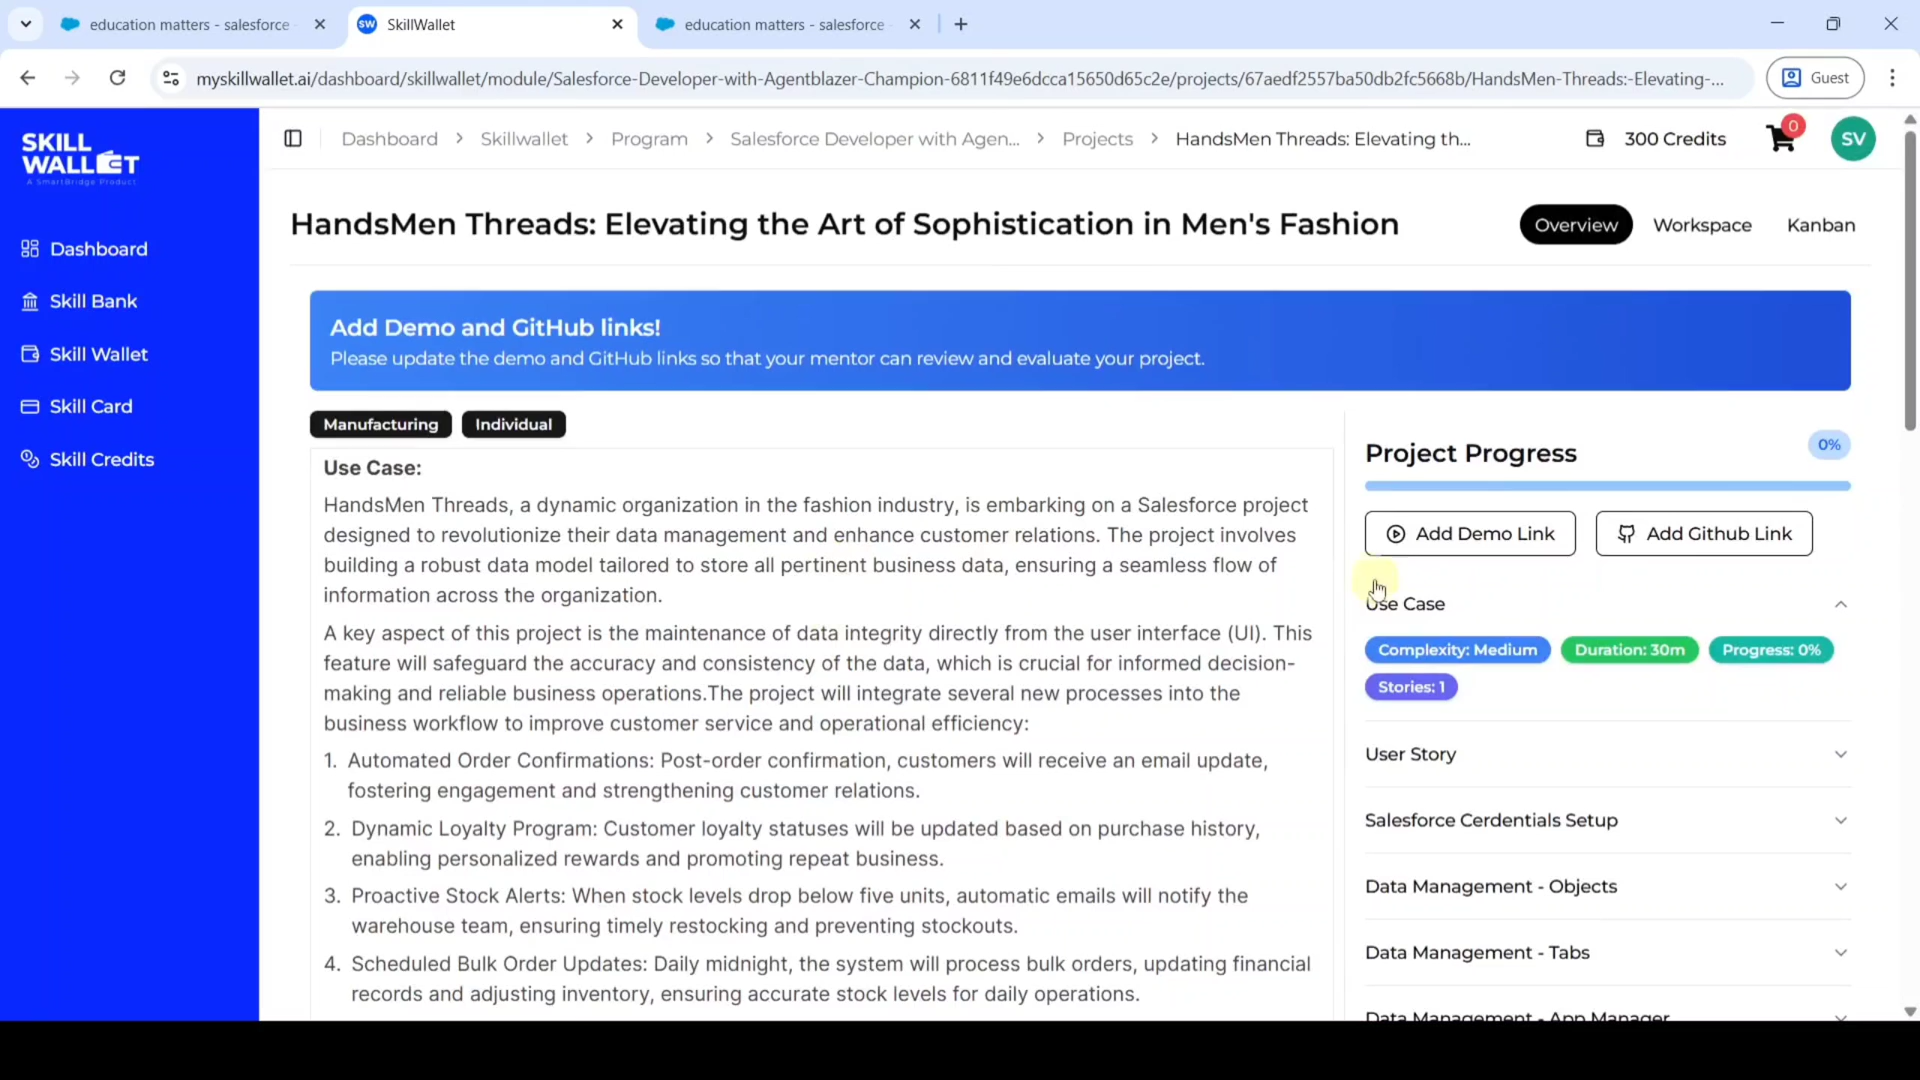 education matters - salesforce
SkillWallet
education matters - salesforce
myskillwallet.ai/dashboard/skillwallet/module/Salesforce-Developer-with-Agentblazer-Champion-6811f49e6dcca15650d65c2e/projects/67aedf2557ba50db2fc5668b/HandsMen-Threads:-Elevating-...
Guest
SKILL
WALLET
A SmartBridge Product
Dashboard
Skill Bank
Skill Wallet
Skill Card
Skill Credits
Dashboard > Skillwallet > Program > Salesforce Developer with Agen... > Projects > HandsMen Threads: Elevating th...
300 Credits
0
SV
HandsMen Threads: Elevating the Art of Sophistication in Men's Fashion
Overview
Workspace
Kanban
Add Demo and GitHub links!
Please update the demo and GitHub links so that your mentor can review and evaluate your project.
Manufacturing
Individual
Use Case:
HandsMen Threads, a dynamic organization in the fashion industry, is embarking on a Salesforce project
designed to revolutionize their data management and enhance customer relations. The project involves
building a robust data model tailored to store all pertinent business data, ensuring a seamless flow of
information across the organization.
A key aspect of this project is the maintenance of data integrity directly from the user interface (UI). This
feature will safeguard the accuracy and consistency of the data, which is crucial for informed decision-
making and reliable business operations.The project will integrate several new processes into the
business workflow to improve customer service and operational efficiency:
1. Automated Order Confirmations: Post-order confirmation, customers will receive an email update,
fostering engagement and strengthening customer relations.
2. Dynamic Loyalty Program: Customer loyalty statuses will be updated based on purchase history,
enabling personalized rewards and promoting repeat business.
3. Proactive Stock Alerts: When stock levels drop below five units, automatic emails will notify the
warehouse team, ensuring timely restocking and preventing stockouts.
4. Scheduled Bulk Order Updates: Daily midnight, the system will process bulk orders, updating financial
records and adjusting inventory, ensuring accurate stock levels for daily operations.
Project Progress
0%
Add Demo Link
Add Github Link
Use Case
Complexity: Medium
Duration: 30m
Progress: 0%
Stories: 1
User Story
Salesforce Cerdentials Setup
Data Management - Objects
Data Management - Tabs
Data Management - App Manager